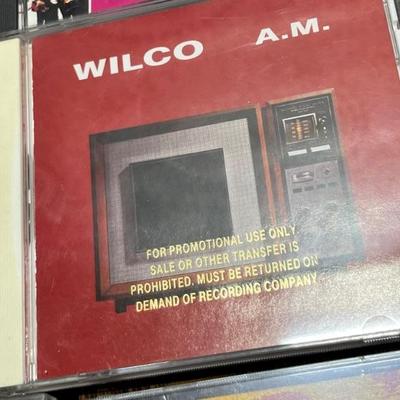 WILCO A.M.
FOR PROMOTIONAL USE ONLY
SALE OR OTHER TRANSFER IS
PROHIBITED. MUST BE RETURNED ON
DEMAND OF RECORDING COMPANY